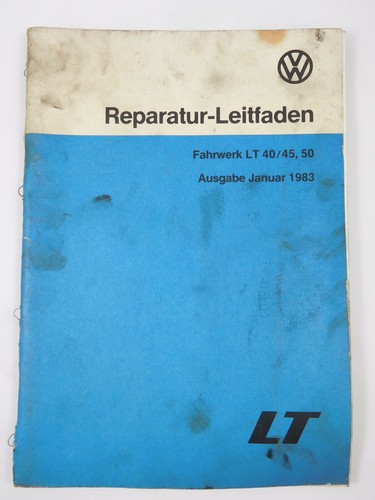 Reparatur-Leitfaden
Fahrwerk LT 40/45, 50
Ausgabe Januar 1983
LT